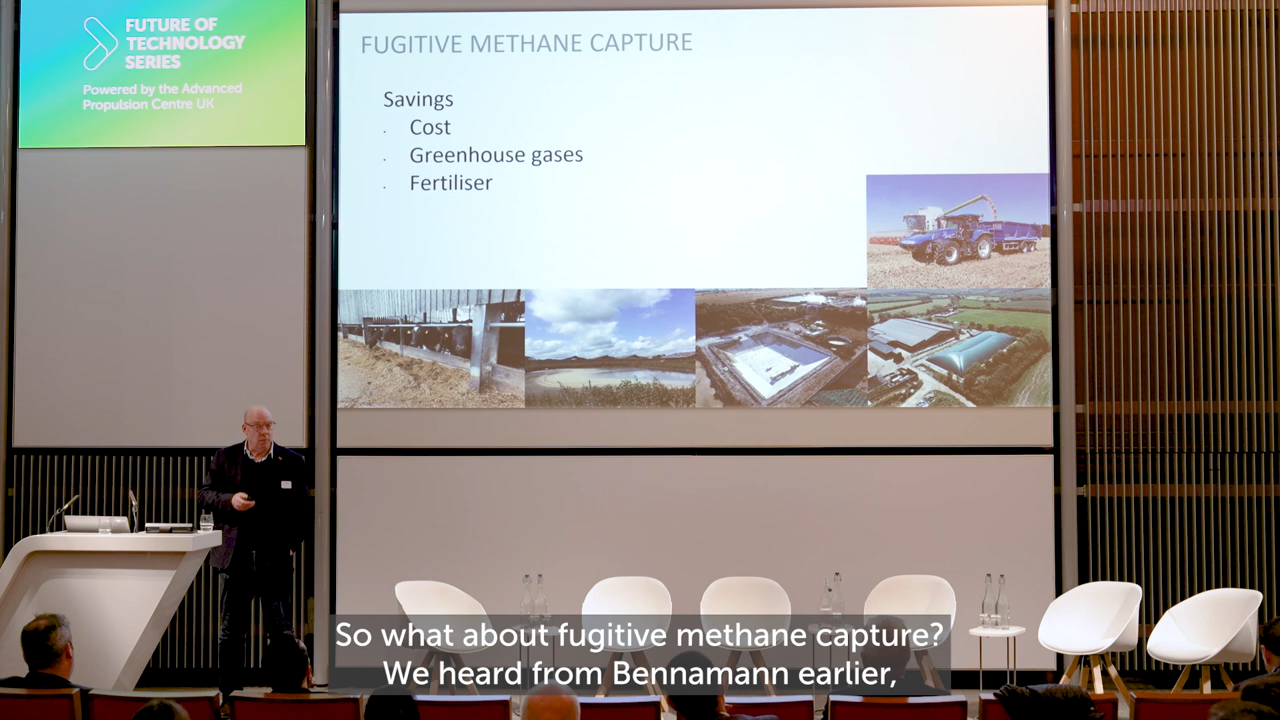 FUTURE OF
TECHNOLOGY
SERIES
Powered by the Advanced
Propulsion Centre UK
FUGITIVE METHANE CAPTURE
Savings
· Cost
· Greenhouse gases
· Fertiliser
So what about fugitive methane capture?
We heard from Bennamann earlier,